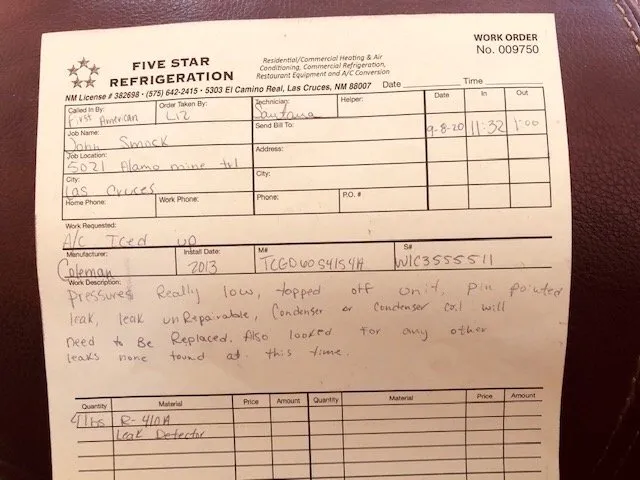 WORK ORDER
No. 009750
FIVE STAR
REFRIGERATION
Residential/Commercial Heating & Air
Conditioning, Commercial Refrigeration,
Restaurant Equipment and A/C Conversion
NM License # 382698 • (575) 642-2415 • 5303 El Camino Real, Las Cruces, NM 88007 Date Time
Called In By: Order Taken By: Technician: Helper: Date In Out
First American Liz Santana
Job Name: Send Bill To: 9-8-20 11:32 1:00
John Smock
Job Location: Address:
5021 Alamo mine trl
City: City:
Las Cruces
Home Phone: Work Phone: Phone: P.O. #
Work Requested:
A/C Iced up
Manufacturer: Install Date: M# S#
Coleman 2013 TCGD60S41S4A W1C3555511
Work Description:
Pressures Really low, topped off unit. Pin pointed
leak, leak unRepairable, Condenser or Condenser coil will
need to Be Replaced. Also looked for any other
leaks none found at this time.
Quantity Material Price Amount Quantity Material Price Amount
4 lbs R-410A
Leak Detector